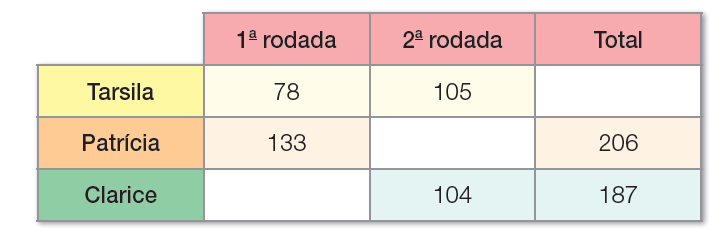 1ª rodada 2ª rodada Total
Tarsila 78 105
Patrícia 133 206
Clarice 104 187